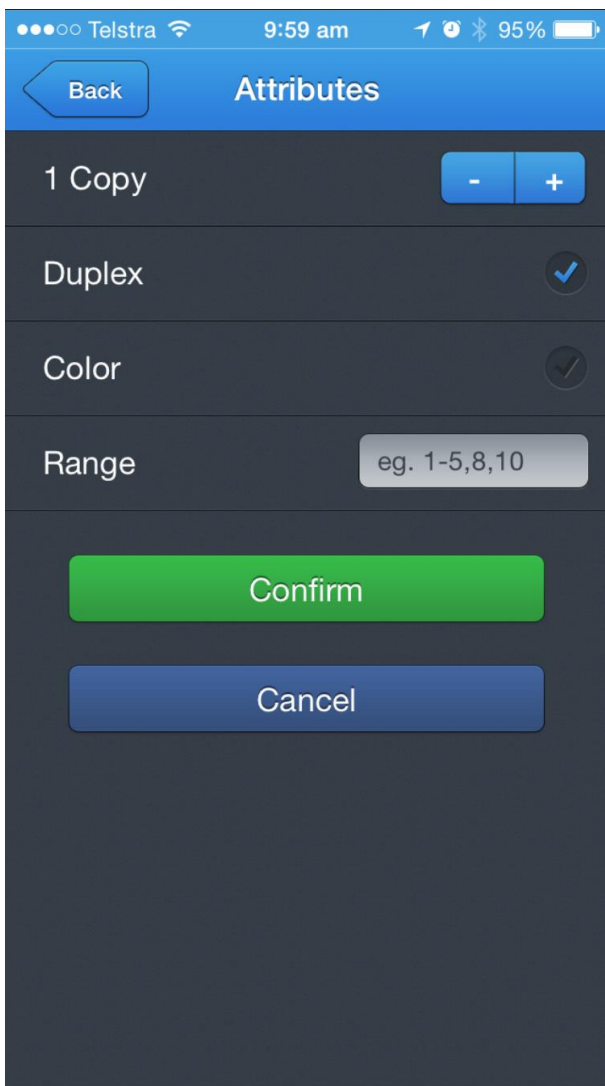 Telstra 9:59 am 95%
Back Attributes
1 Copy - +
Duplex
Color
Range eg. 1-5,8,10
Confirm
Cancel